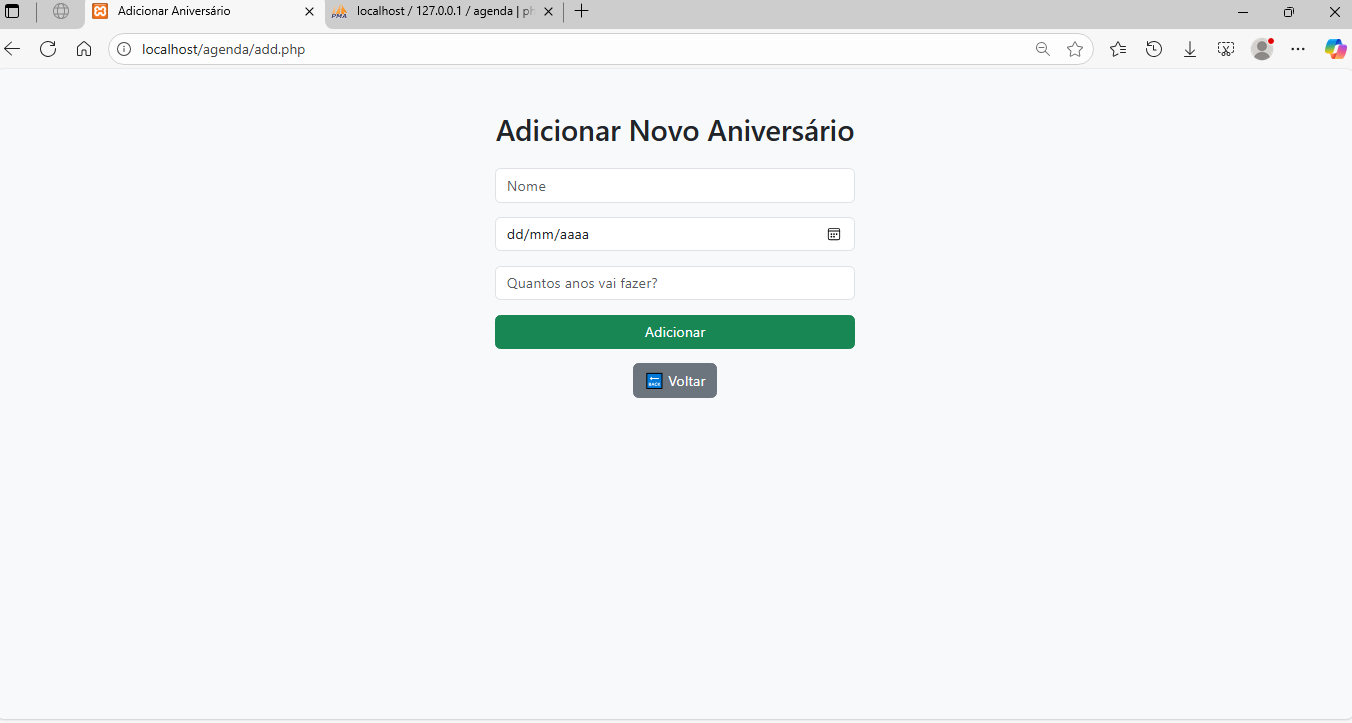 Adicionar Aniversário
localhost / 127.0.0.1 / agenda | ph
localhost/agenda/add.php
Adicionar Novo Aniversário
Nome
dd/mm/aaaa
Quantos anos vai fazer?
Adicionar
BACK Voltar